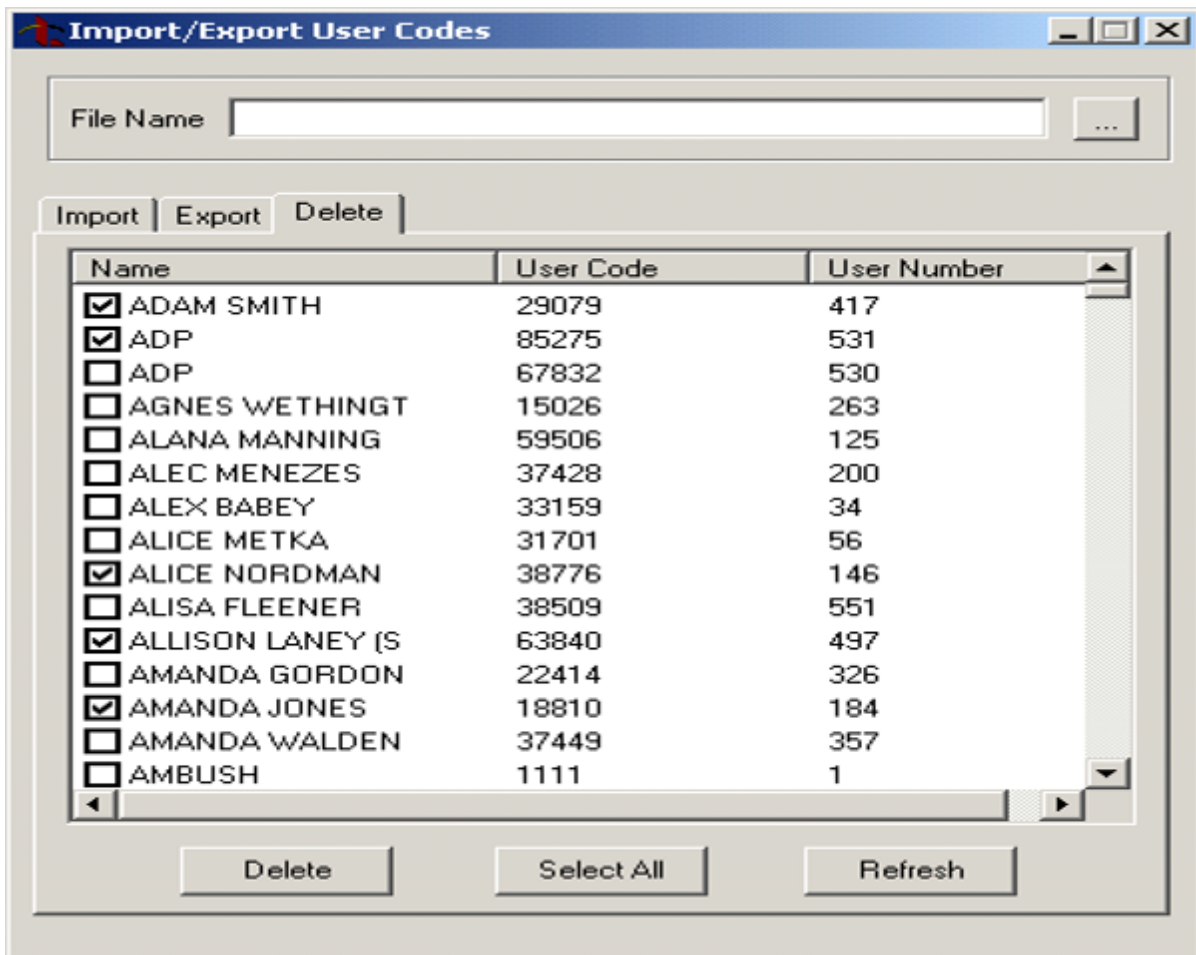 Import/Export User Codes
File Name
...
Import Export Delete
Name User Code User Number
ADAM SMITH 29079 417
ADP 85275 531
ADP 67832 530
AGNES WETHINGT 15026 263
ALANA MANNING 59506 125
ALEC MENEZES 37428 200
ALEX BABEY 33159 34
ALICE METKA 31701 56
ALICE NORDMAN 38776 146
ALISA FLEENER 38509 551
ALLISON LANEY (S 63840 497
AMANDA GORDON 22414 326
AMANDA JONES 18810 184
AMANDA WALDEN 37449 357
AMBUSH 1111 1
Delete Select All Refresh